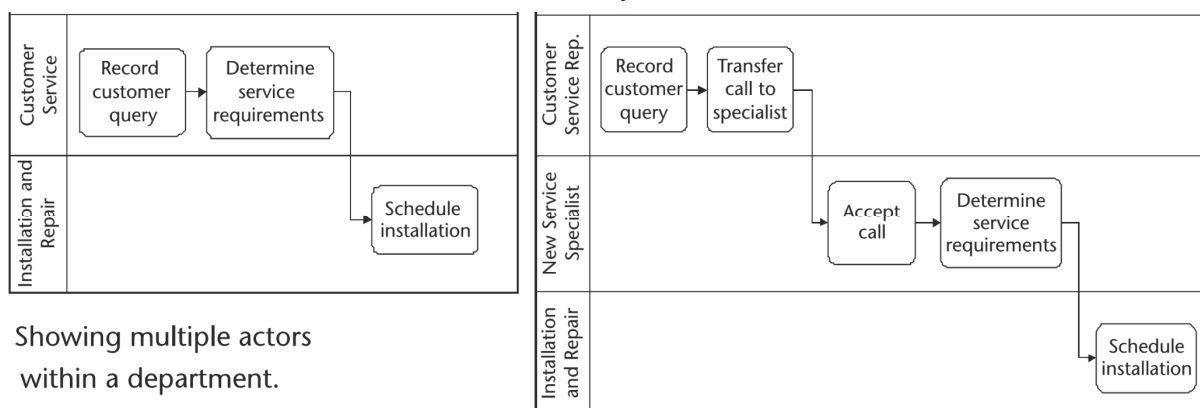 Customer
Service
Record
customer
query
Determine
service
requirements
Installation and
Repair
Schedule
installation
Showing multiple actors
within a department.
Customer
Service Rep.
Record
customer
query
Transfer
call to
specialist
New Service
Specialist
Accept
call
Determine
service
requirements
Installation
and Repair
Schedule
installation